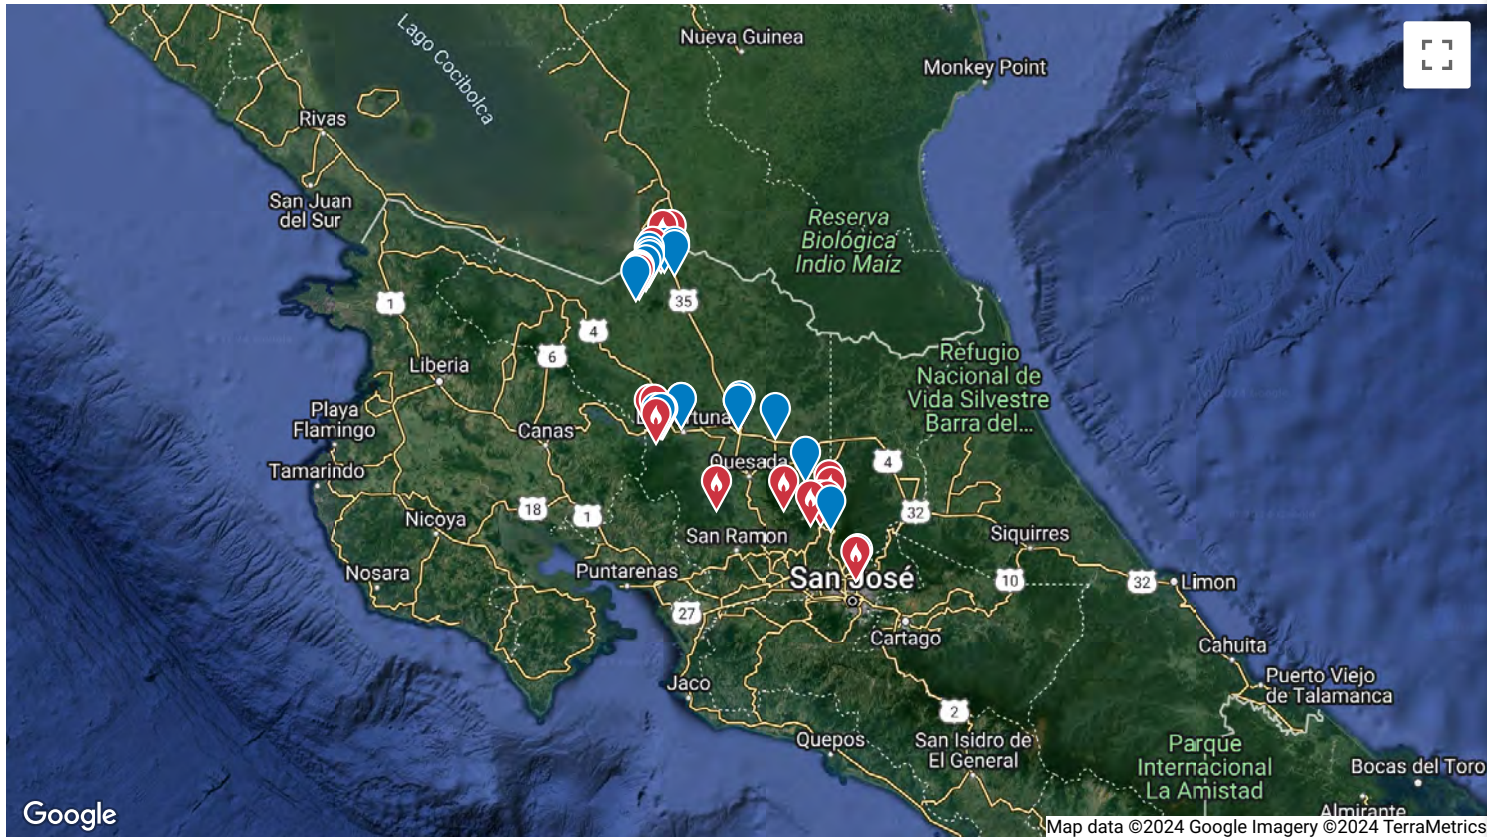 Nueva Guinea
Monkey Point
Lago Cocibolca
Rivas
San Juan
del Sur
Reserva
Biológica
Indio Maíz
1
35
4
6
Refugio
Nacional de
Vida Silvestre
Barra del...
Liberia
Playa
Flamingo
Canas
Tamarindo
Quesada
4
18
1
32
Nicoya
San Ramon
Siquirres
Nosara
Puntarenas
San José
10
32
Limon
27
Cartago
Cahuita
Jaco
Puerto Viejo
de Talamanca
2
Quepos
San Isidro de
El General
Parque
Internacional
La Amistad
Bocas del Toro
Almirante
Google
Map data ©2024 Google Imagery ©2024 TerraMetrics